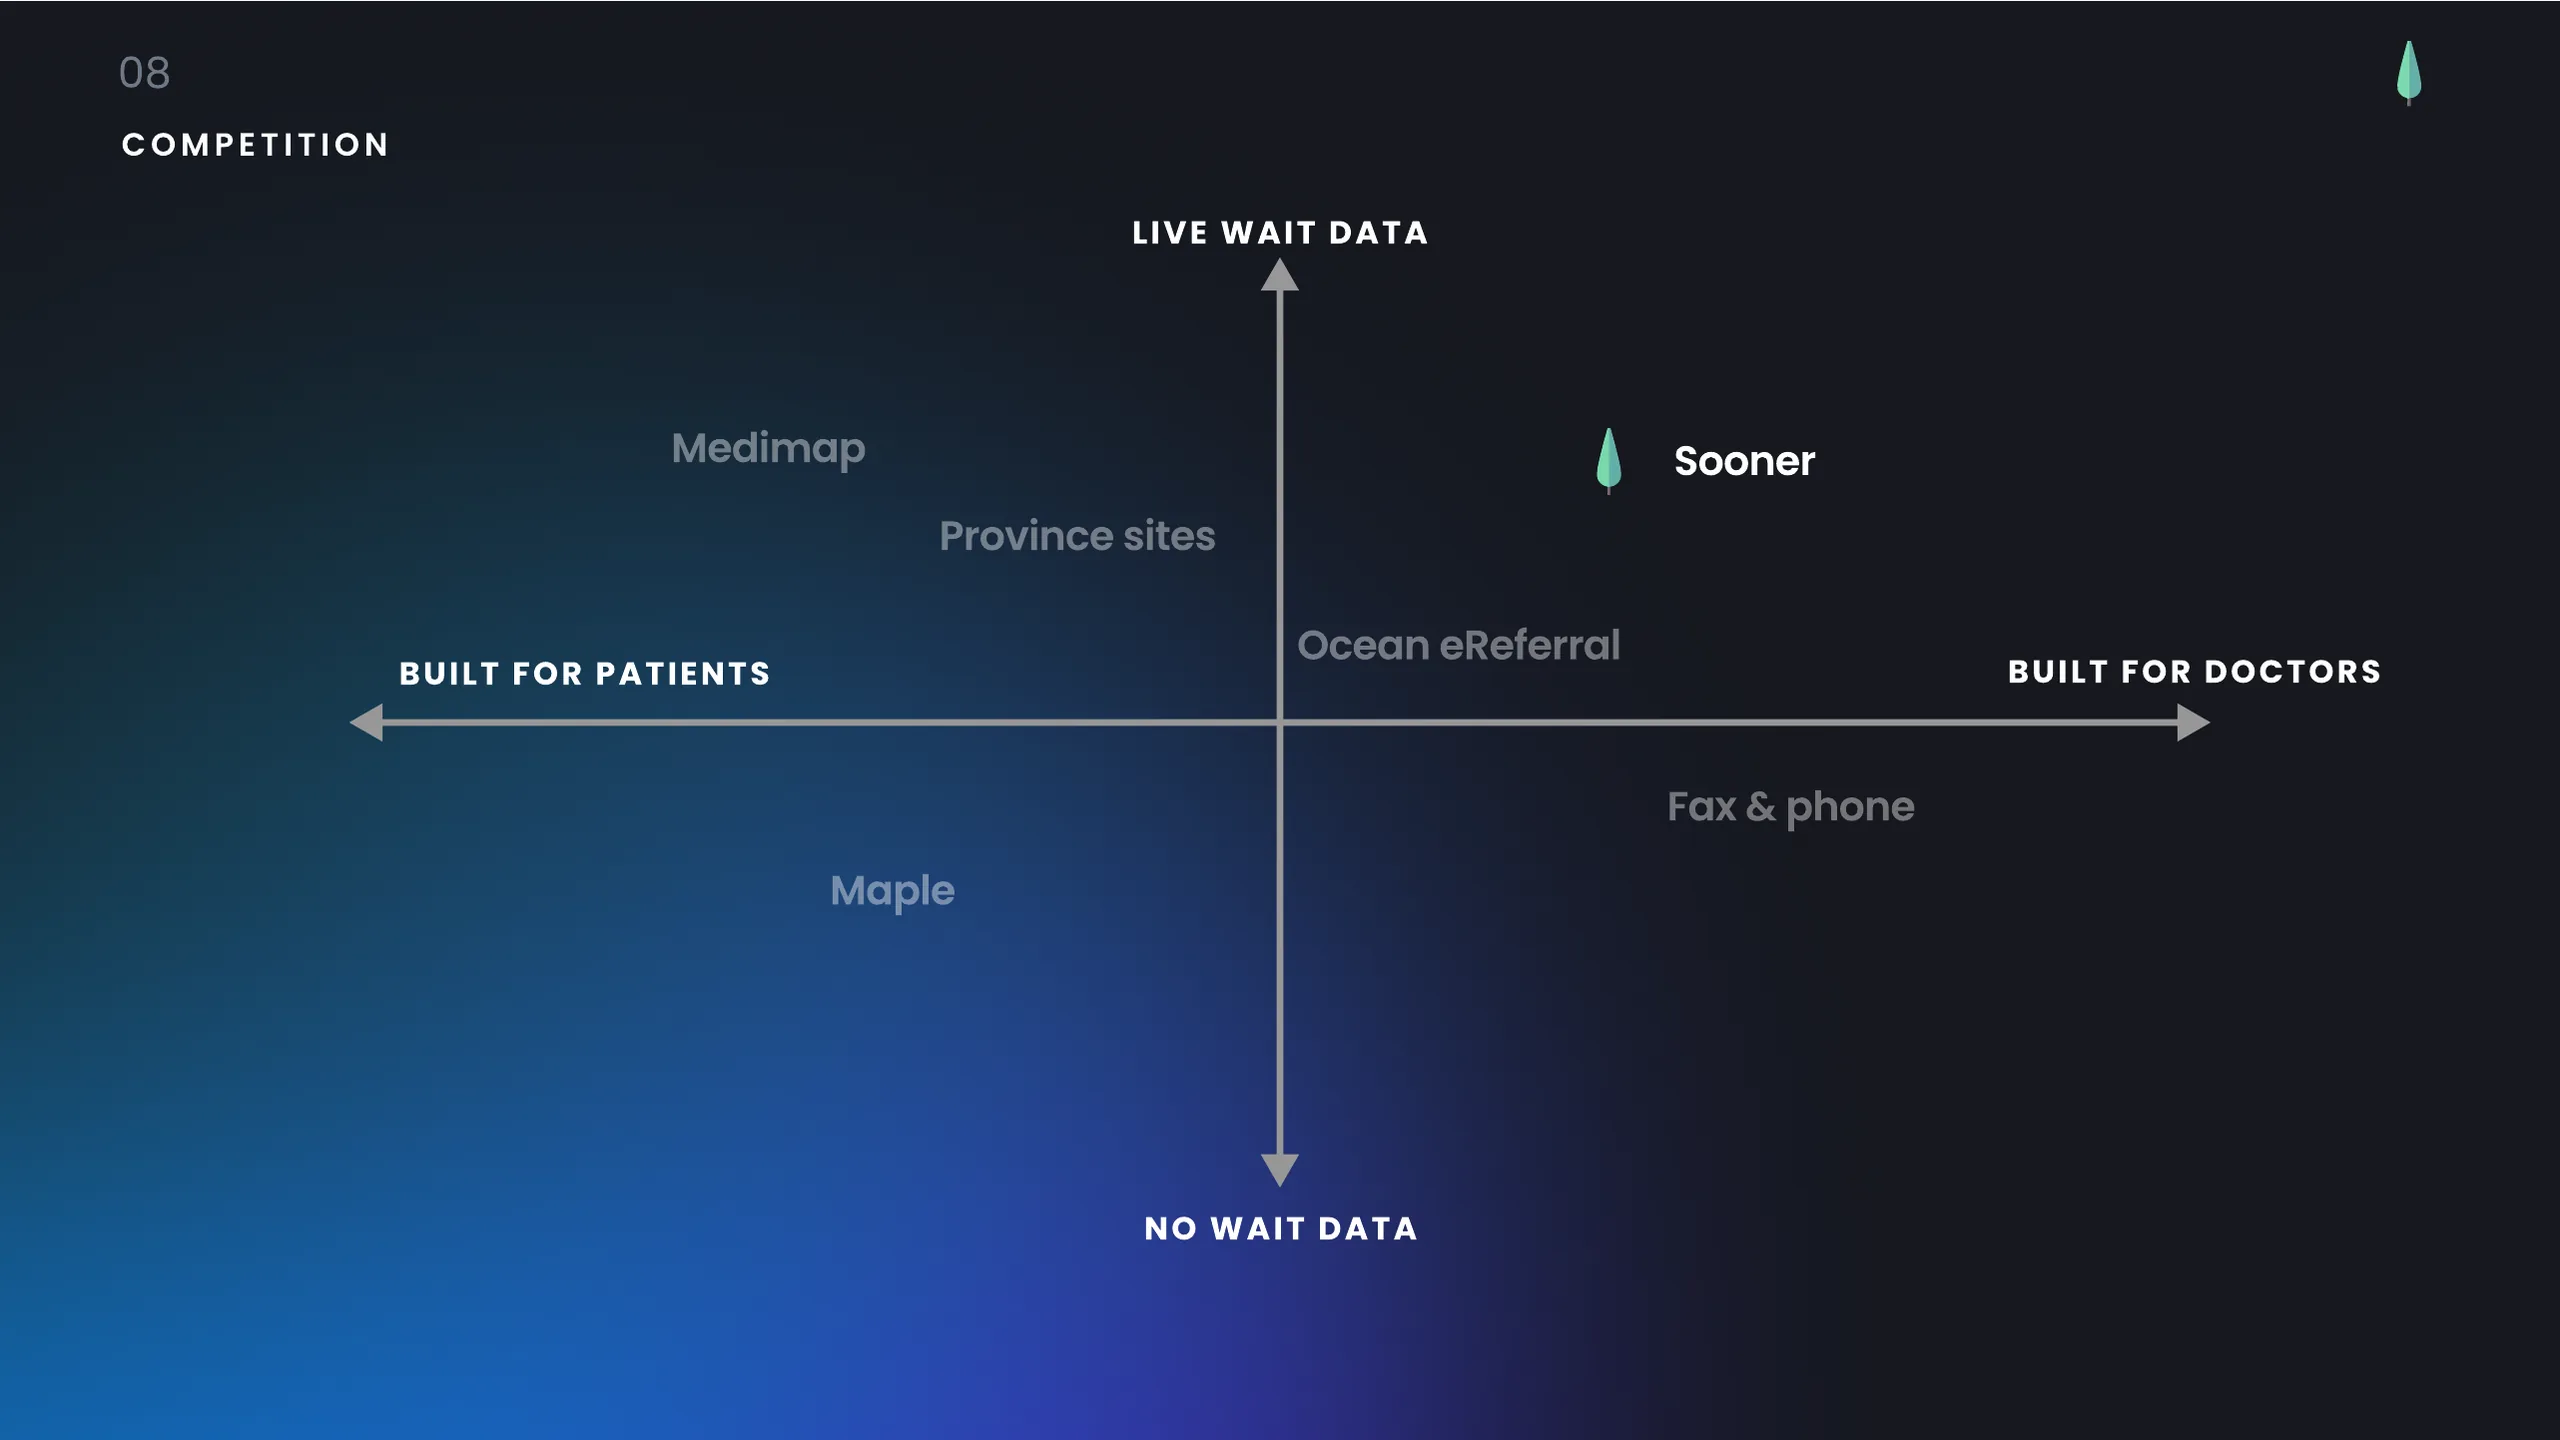 08
COMPETITION
LIVE WAIT DATA
Medimap
Sooner
Province sites
Ocean eReferral
BUILT FOR PATIENTS
BUILT FOR DOCTORS
Fax & phone
Maple
NO WAIT DATA